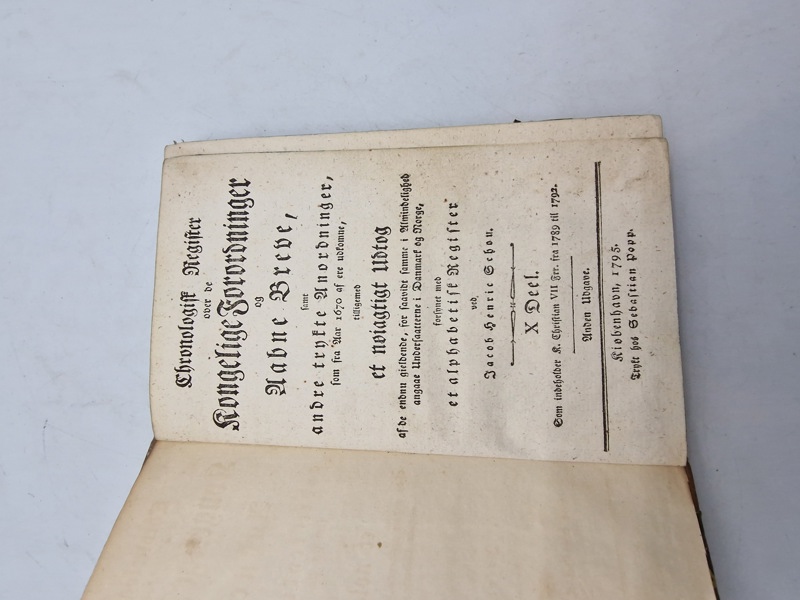 Chronologisk Register
over de
Kongelige Forordninger
og
Aabne Breve,
samt
andre trykte Anordninger,
som fra Aar 1670 af ere udkomne,
tilligemed
et nøiagtigt Udtog
af de endnu gieldende, for saavidt samme i Almindelighed
angaae Undersaatterne i Danmark og Norge,
forsynet med
et alphabetisk Register
ved
Jacob Henric Schou.
X Deel.
Som indeholder K. Christian VII Frr. fra 1789 til 1792.
Anden Udgave.
Kiøbenhavn, 1795.
Trykt hos Sebastian Popp.